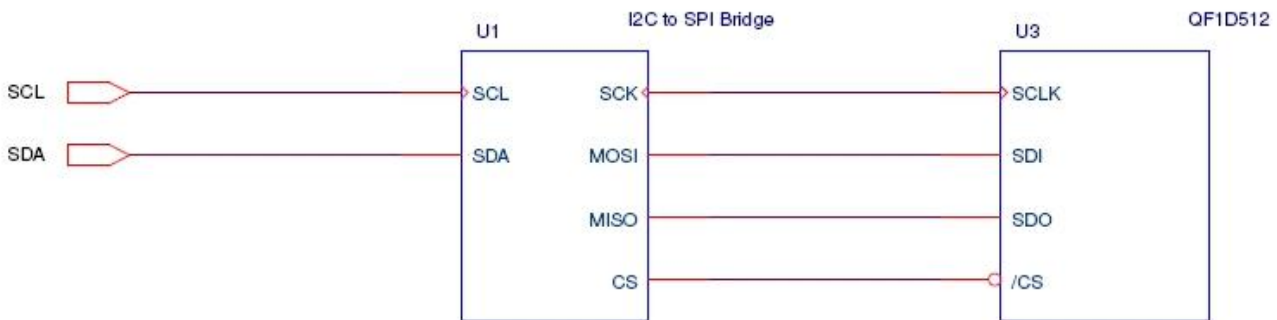 I2C to SPI Bridge QF1D512
U1 U3
SCL SCL SCK SCLK
SDA SDA MOSI SDI
MISO SDO
CS /CS